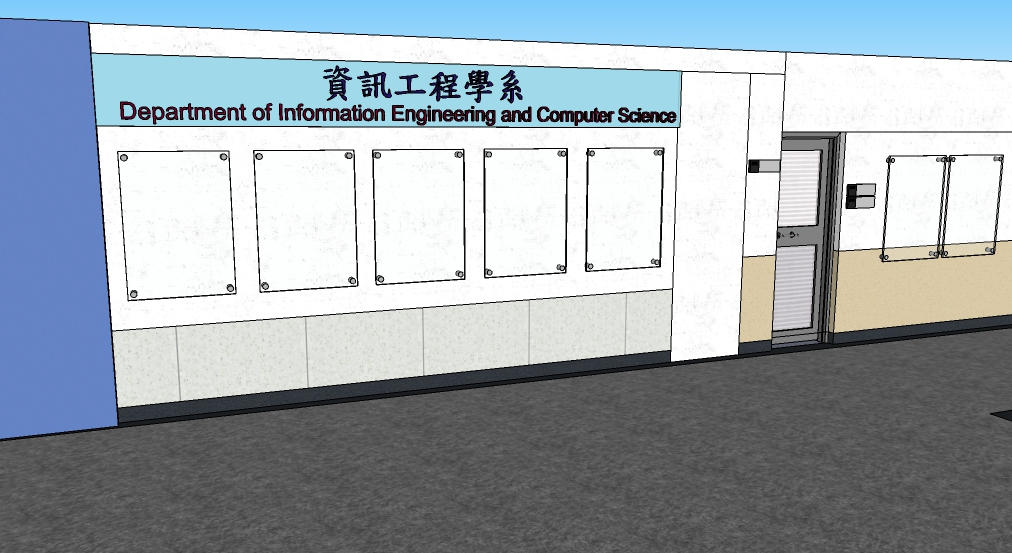 資訊工程學系
Department of Information Engineering and Computer Science